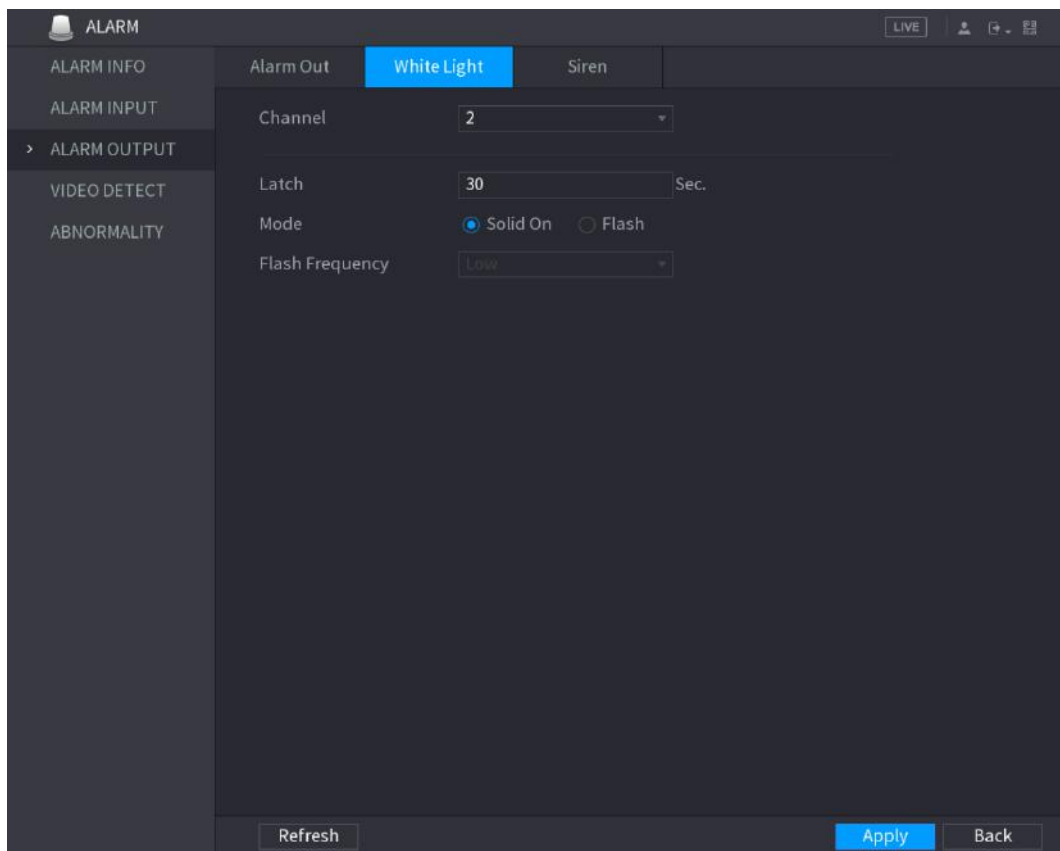 ALARM
LIVE
ALARM INFO
ALARM INPUT
> ALARM OUTPUT
VIDEO DETECT
ABNORMALITY
Alarm Out White Light Siren
Channel 2
Latch 30 Sec.
Mode Solid On Flash
Flash Frequency Low
Refresh Apply Back